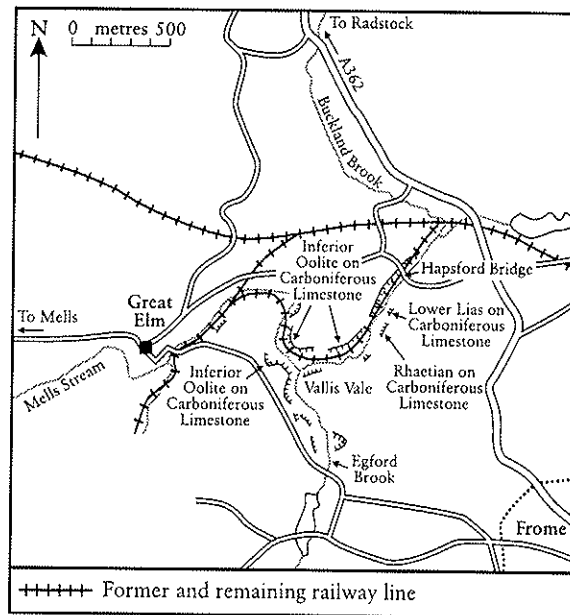 To Radstock
0 metres 500
N
A362
Buckland Brook
Inferior
Oolite on
Carboniferous
Limestone
Hapsford Bridge
Great
Elm
To Mells
Lower Lias on
Carboniferous
Limestone
Mells Stream
Inferior
Oolite on
Carboniferous
Limestone
Vallis Vale
Rhaetian on
Carboniferous
Limestone
Egford
Brook
Frome
Former and remaining railway line